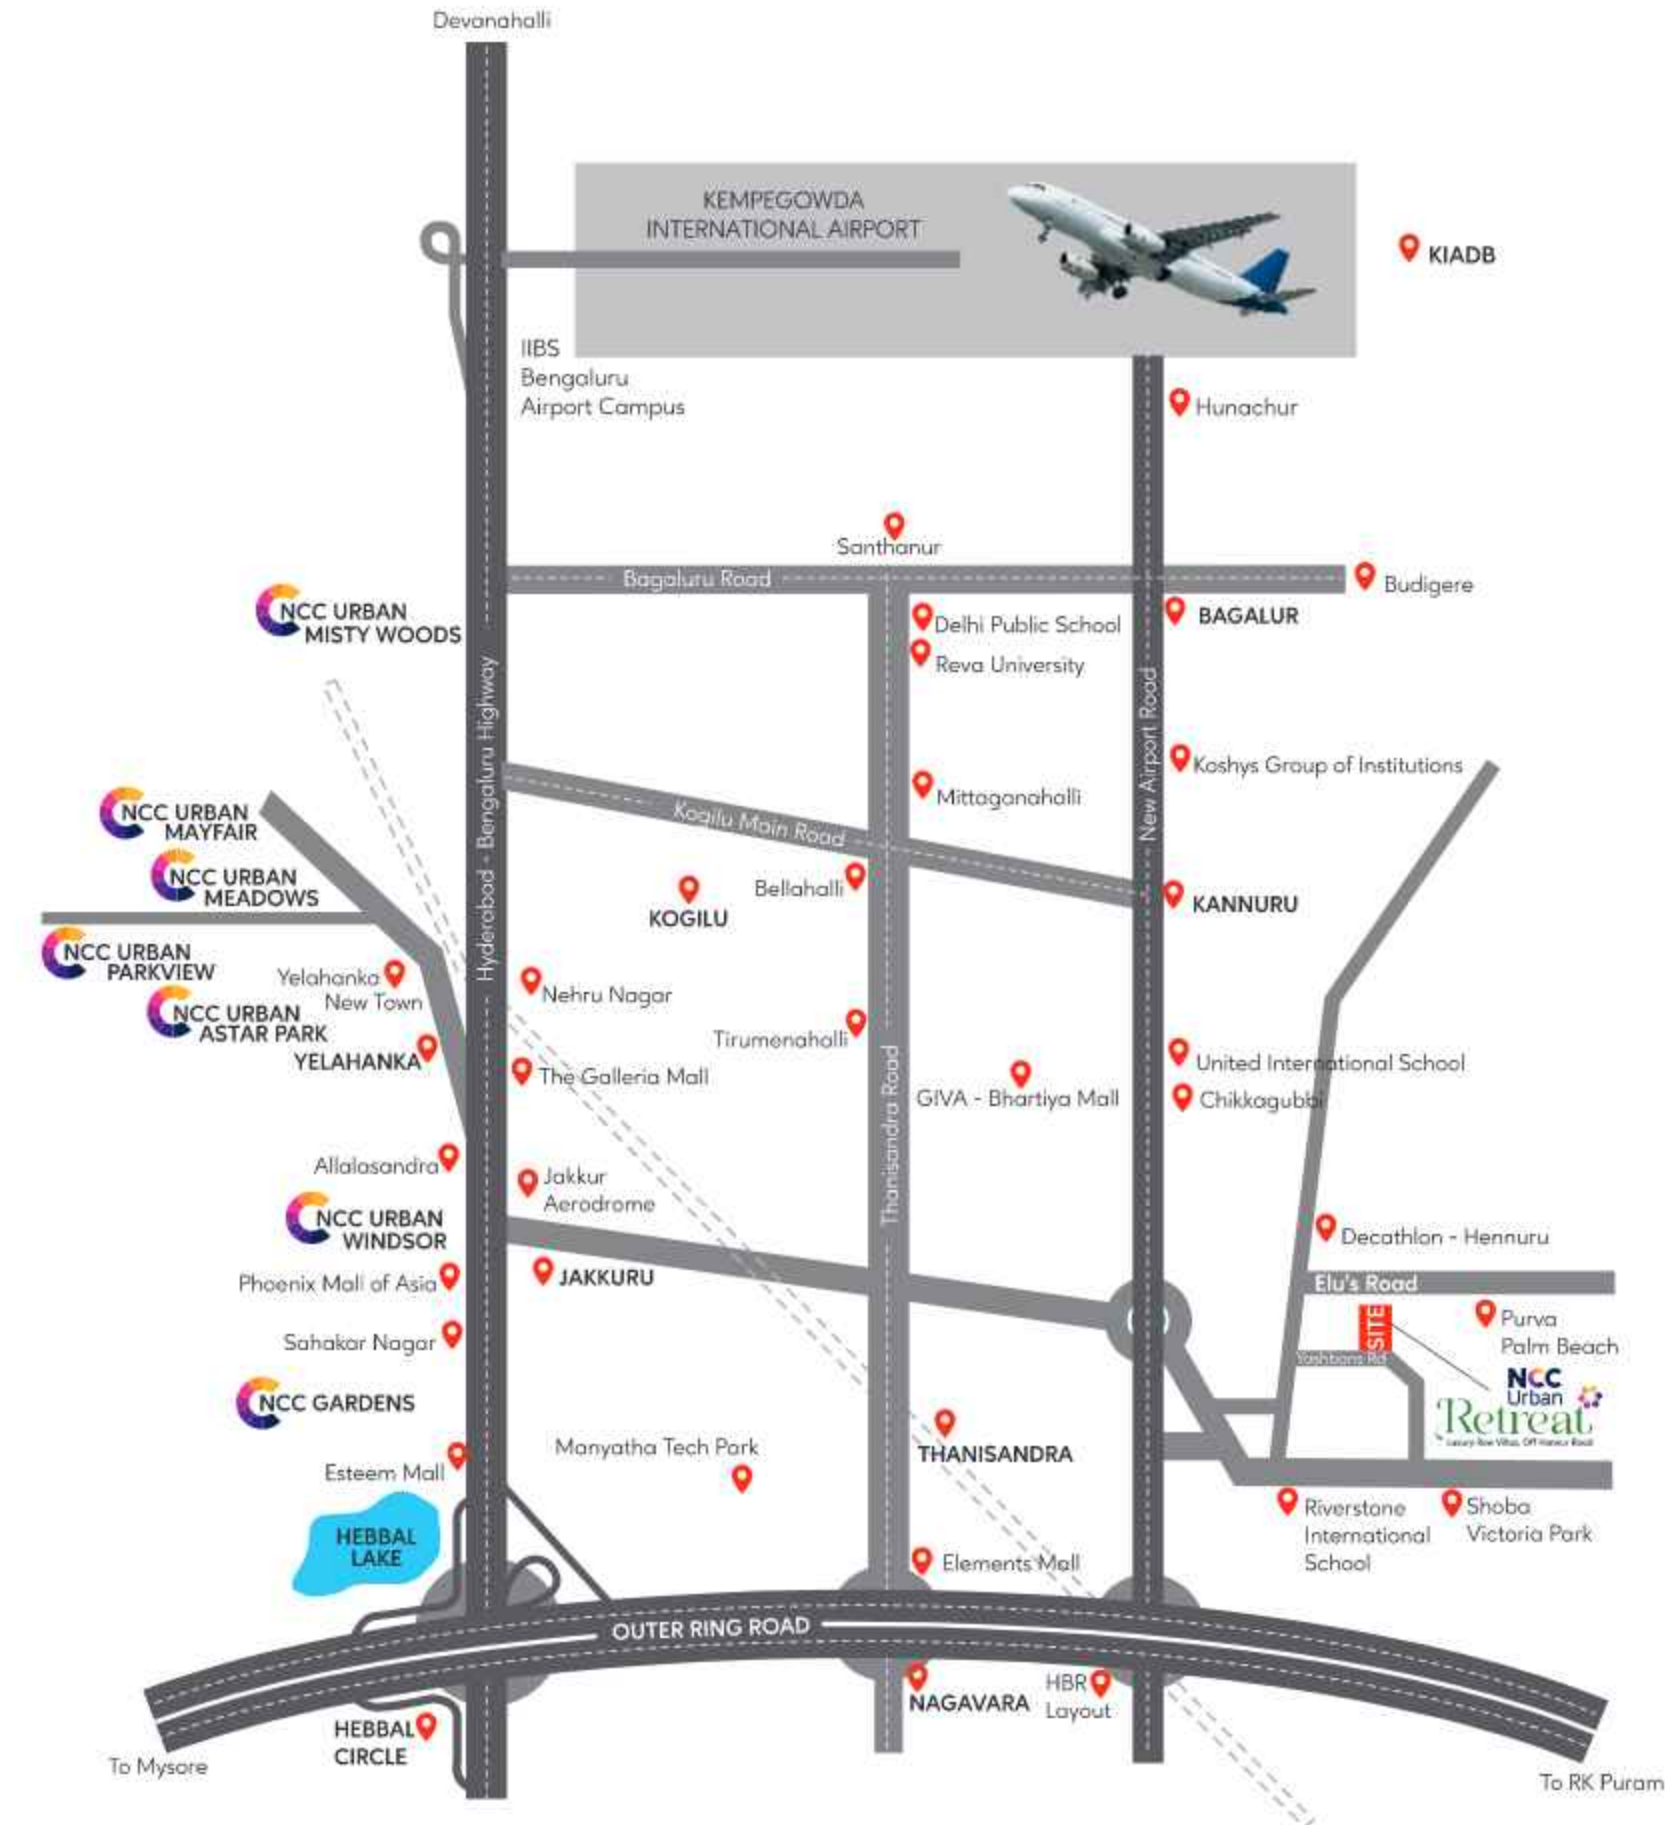 Devanahalli
KEMPEGOWDA
INTERNATIONAL AIRPORT
KIADB
IIBS
Bengaluru
Airport Campus
Hunachur
Santhanur
Bagaluru Road
Budigere
NCC URBAN
MISTY WOODS
Delhi Public School
BAGALUR
Reva University
Hyderabad - Bengaluru Highway
New Airport Road
Koshys Group of Institutions
Mittaganahalli
NCC URBAN
MAYFAIR
Kogilu Main Road
NCC URBAN
MEADOWS
Bellahalli
KOGILU
KANNURU
NCC URBAN
PARKVIEW
Yelahanka
New Town
Nehru Nagar
NCC URBAN
ASTAR PARK
YELAHANKA
Tirumenahalli
Thanisandra Road
The Galleria Mall
GIVA - Bhartiya Mall
United International School
Chikkagubbi
Allalasandra
Jakkur
Aerodrome
NCC URBAN
WINDSOR
Decathlon - Hennuru
Phoenix Mall of Asia
JAKKURU
Elu's Road
SITE
Purva
Palm Beach
Sahakar Nagar
NCC
Urban
Retreat
NCC GARDENS
Manyatha Tech Park
THANISANDRA
Esteem Mall
Riverstone
International
School
Shoba
Victoria Park
HEBBAL
LAKE
Elements Mall
OUTER RING ROAD
NAGAVARA
HBR
Layout
HEBBAL
CIRCLE
To Mysore
To RK Puram